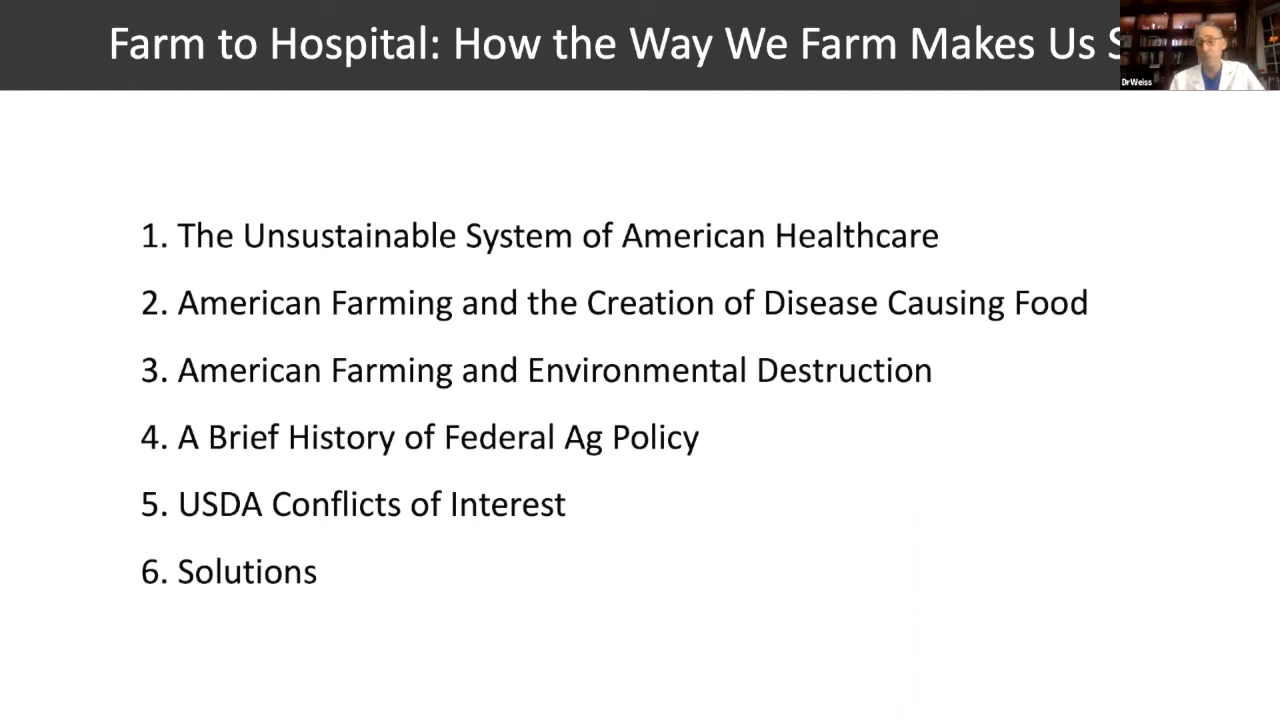 Farm to Hospital: How the Way We Farm Makes Us
DrWeiss
1. The Unsustainable System of American Healthcare
2. American Farming and the Creation of Disease Causing Food
3. American Farming and Environmental Destruction
4. A Brief History of Federal Ag Policy
5. USDA Conflicts of Interest
6. Solutions